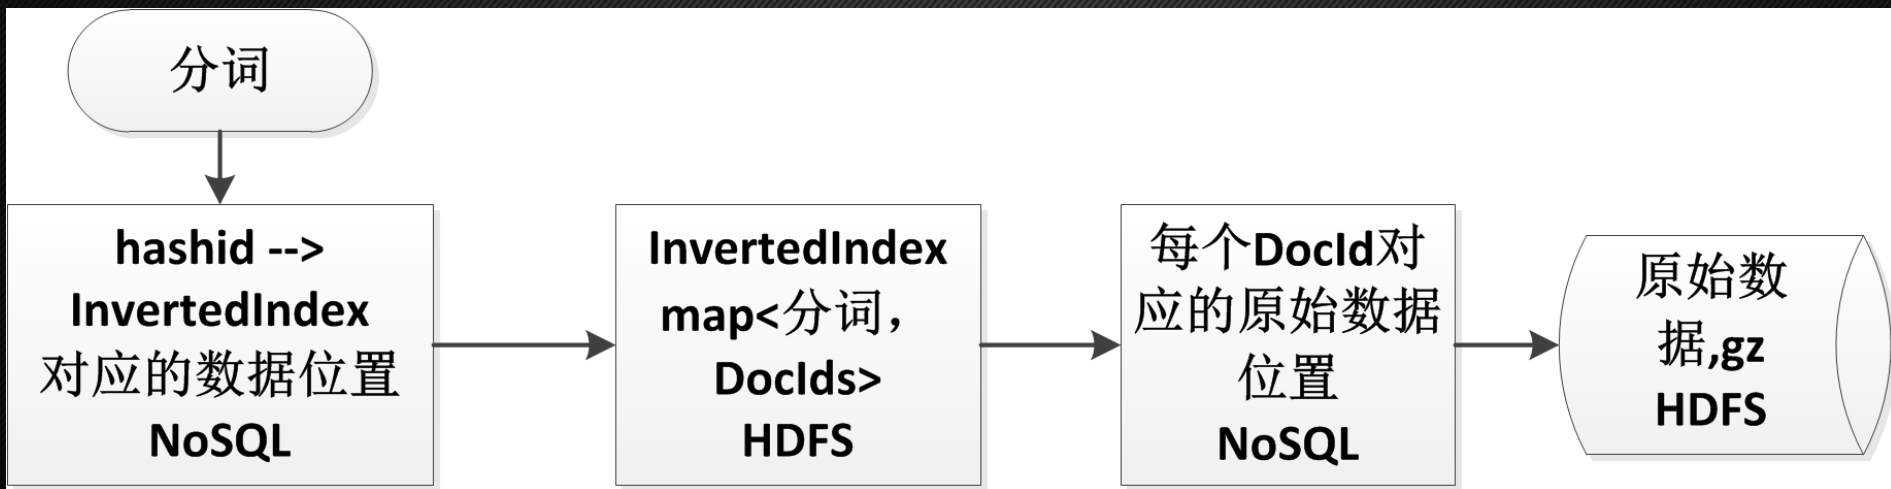 分词
hashid -->
InvertedIndex
对应的数据位置
NoSQL
InvertedIndex
map<分词，
DocIds>
HDFS
每个DocId对
应的原始数据
位置
NoSQL
原始数
据,gz
HDFS